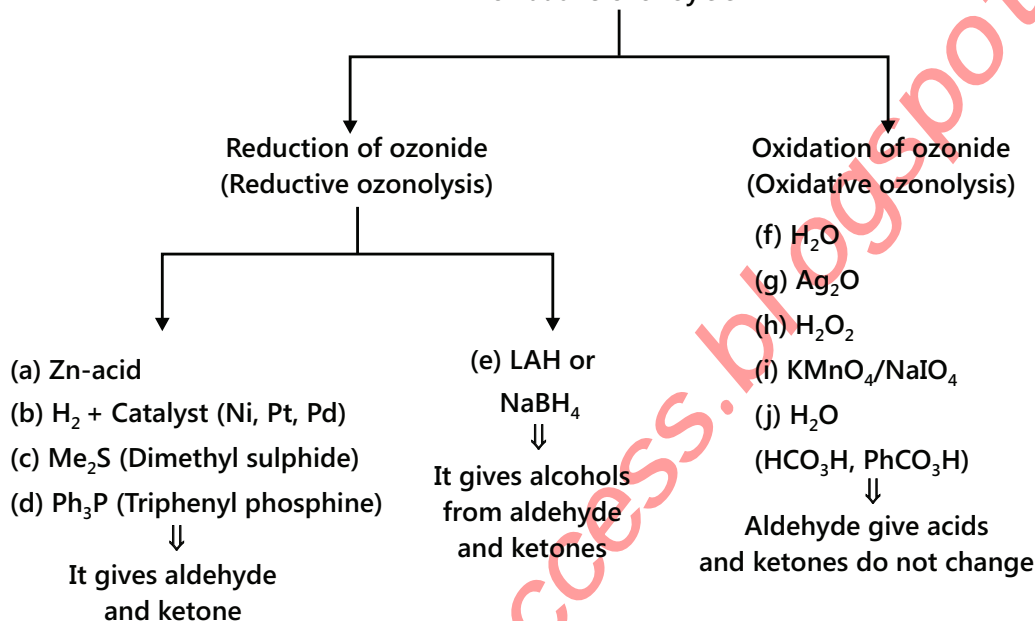 Reduction of ozonide
(Reductive ozonolysis)
Oxidation of ozonide
(Oxidative ozonolysis)
(a) Zn-acid
(b) H₂ + Catalyst (Ni, Pt, Pd)
(c) Me₂S (Dimethyl sulphide)
(d) Ph₃P (Triphenyl phosphine)
⇓
It gives aldehyde
and ketone
(e) LAH or
NaBH₄
⇓
It gives alcohols
from aldehyde
and ketones
(f) H₂O
(g) Ag₂O
(h) H₂O₂
(i) KMnO₄/NaIO₄
(j) H₂O
(HCO₃H, PhCO₃H)
⇓
Aldehyde give acids
and ketones do not change
ccess.blogspot